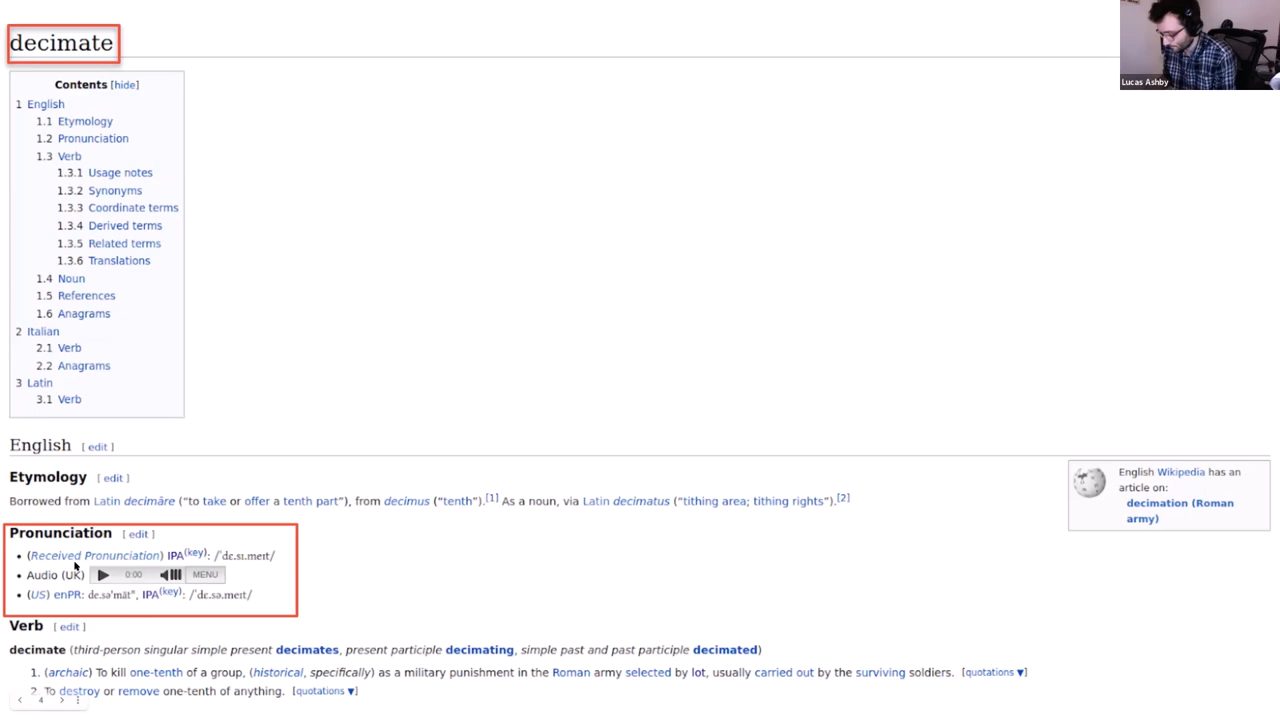 decimate
Lucas Ashby
Contents [hide]
1 English
1.1 Etymology
1.2 Pronunciation
1.3 Verb
1.3.1 Usage notes
1.3.2 Synonyms
1.3.3 Coordinate terms
1.3.4 Derived terms
1.3.5 Related terms
1.3.6 Translations
1.4 Noun
1.5 References
1.6 Anagrams
2 Italian
2.1 Verb
2.2 Anagrams
3 Latin
3.1 Verb
English [ edit ]
Etymology [ edit ]
Borrowed from Latin decimāre (“to take or offer a tenth part”), from decimus (“tenth”).[1] As a noun, via Latin decimatus (“tithing area; tithing rights”).[2]
English Wikipedia has an
article on:
decimation (Roman
army)
Pronunciation [ edit ]
• (Received Pronunciation) IPA(key): /ˈdɛ.sɪ.meɪt/
• Audio (UK) 0:00 MENU
• (US) enPR: de.sə'māt", IPA(key): /ˈdɛ.sə.meɪt/
Verb [ edit ]
decimate (third-person singular simple present decimates, present participle decimating, simple past and past participle decimated)
1. (archaic) To kill one-tenth of a group, (historical, specifically) as a military punishment in the Roman army selected by lot, usually carried out by the surviving soldiers. [quotations ▼]
2. To destroy or remove one-tenth of anything. [quotations ▼]
4